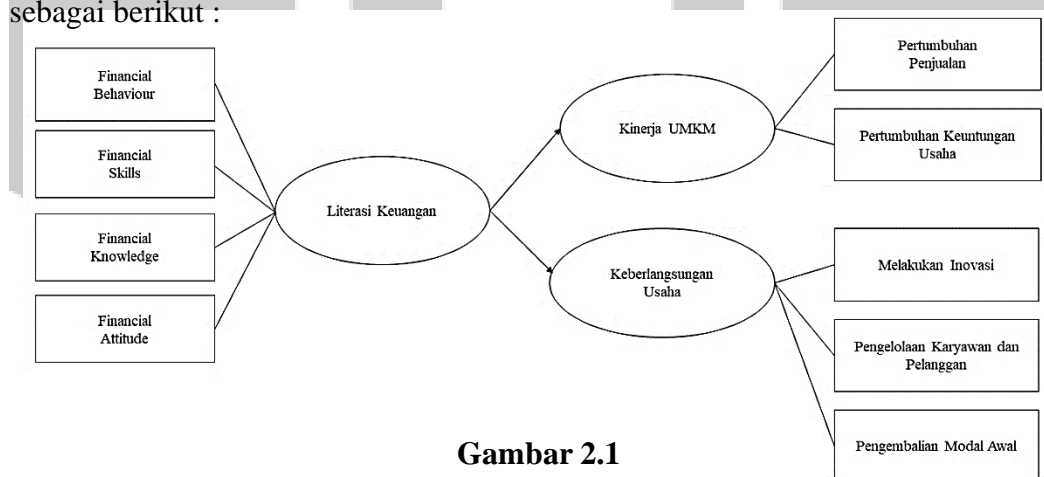 sebagai berikut :
Financial
Behaviour
Financial
Skills
Financial
Knowledge
Financial
Attitude
Literasi Keuangan
Kinerja UMKM
Keberlangsungan
Usaha
Pertumbuhan
Penjualan
Pertumbuhan Keuntungan
Usaha
Melakukan Inovasi
Pengelolaan Karyawan dan
Pelanggan
Pengembalian Modal Awal
Gambar 2.1